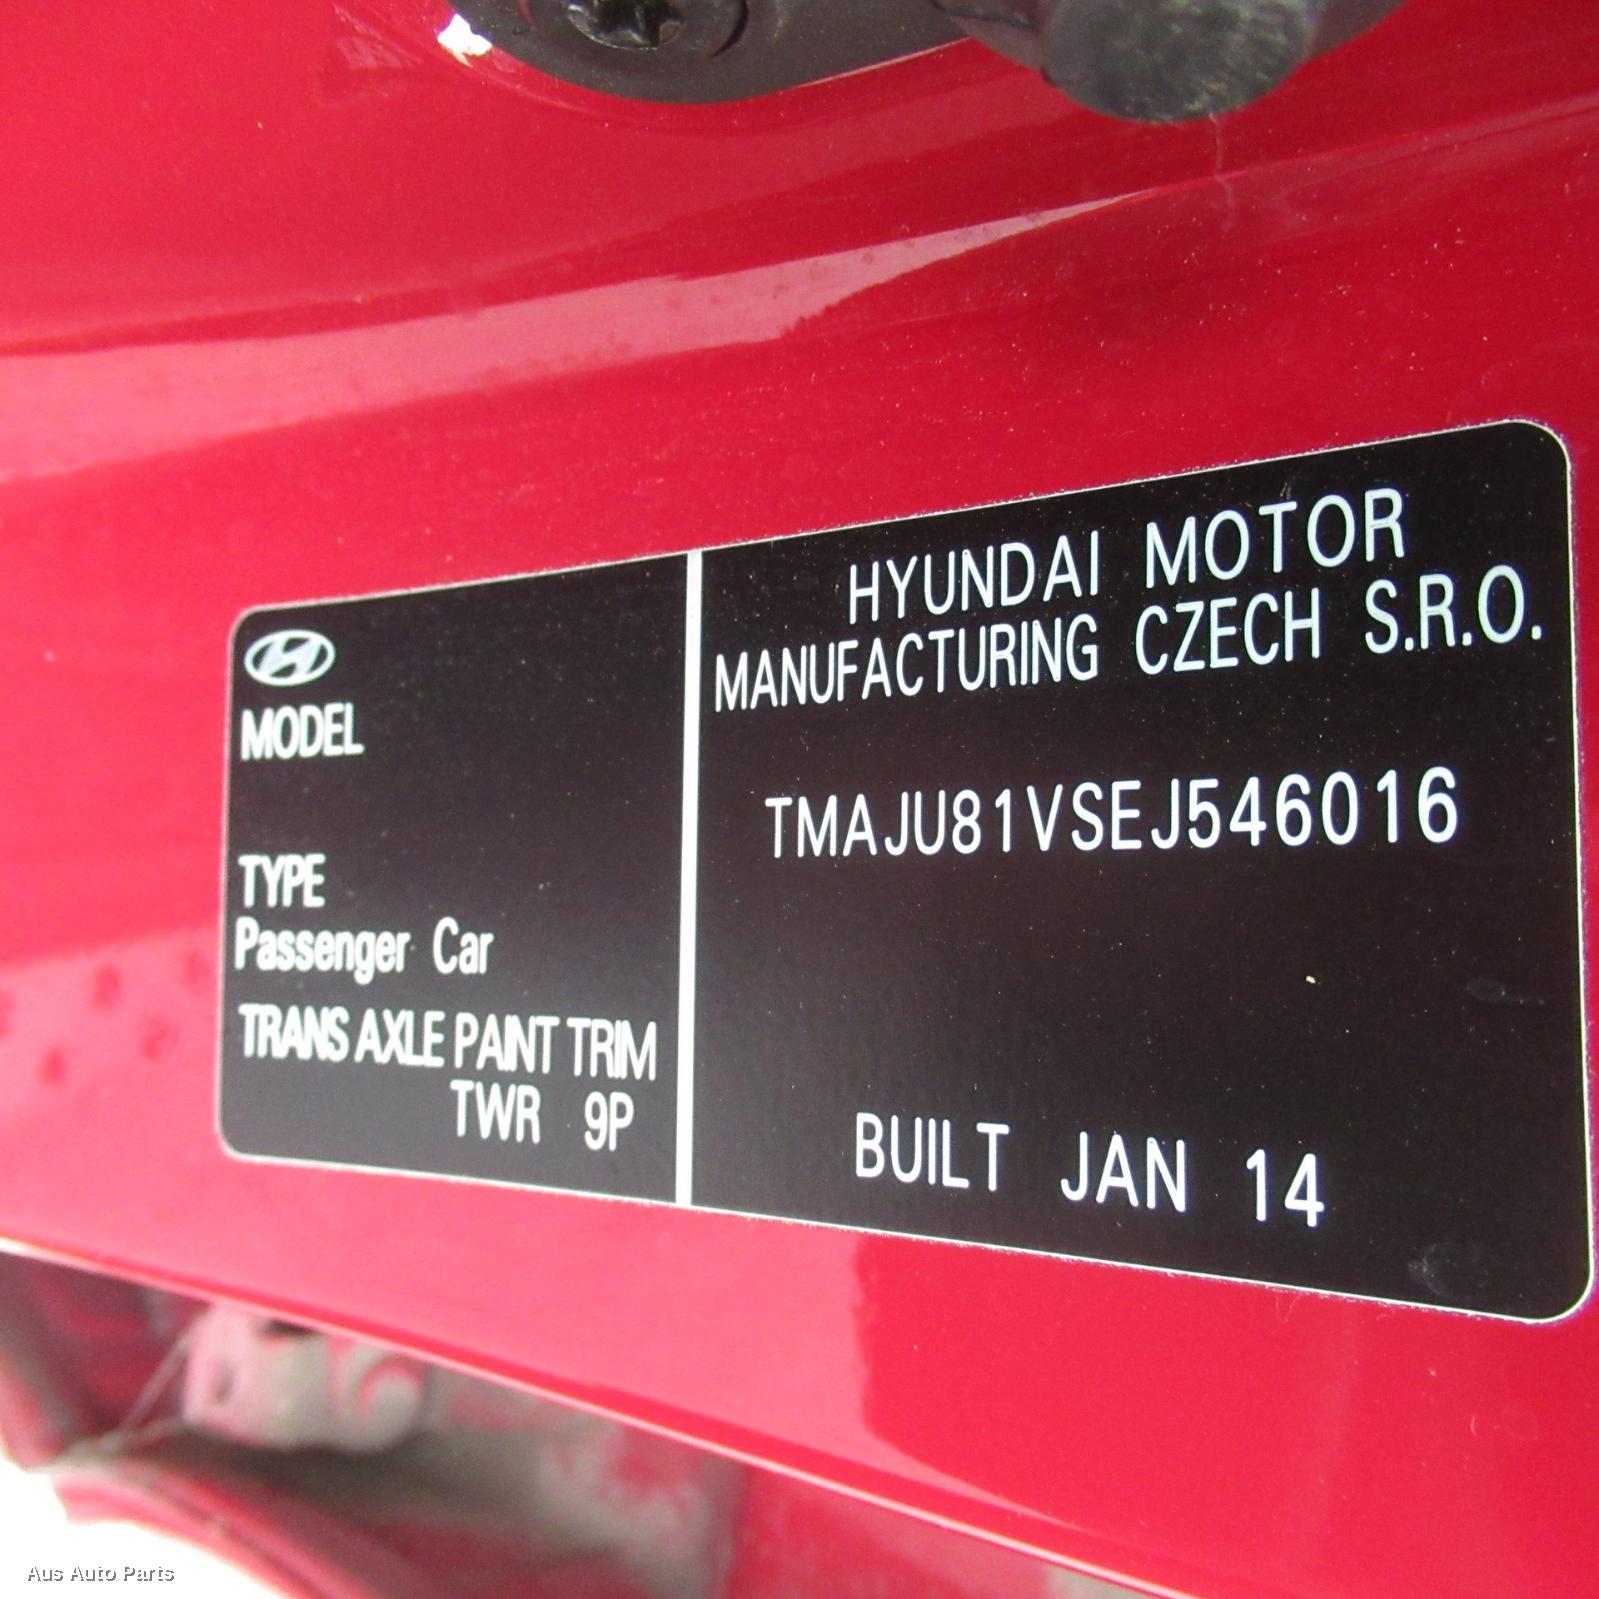 MODEL
TYPE
Passenger Car
TRANS AXLE PAINT TRIM
TWR 9P
HYUNDAI MOTOR
MANUFACTURING CZECH S.R.O.
TMAJU81VSEJ546016
BUILT JAN 14
Aus Auto Parts